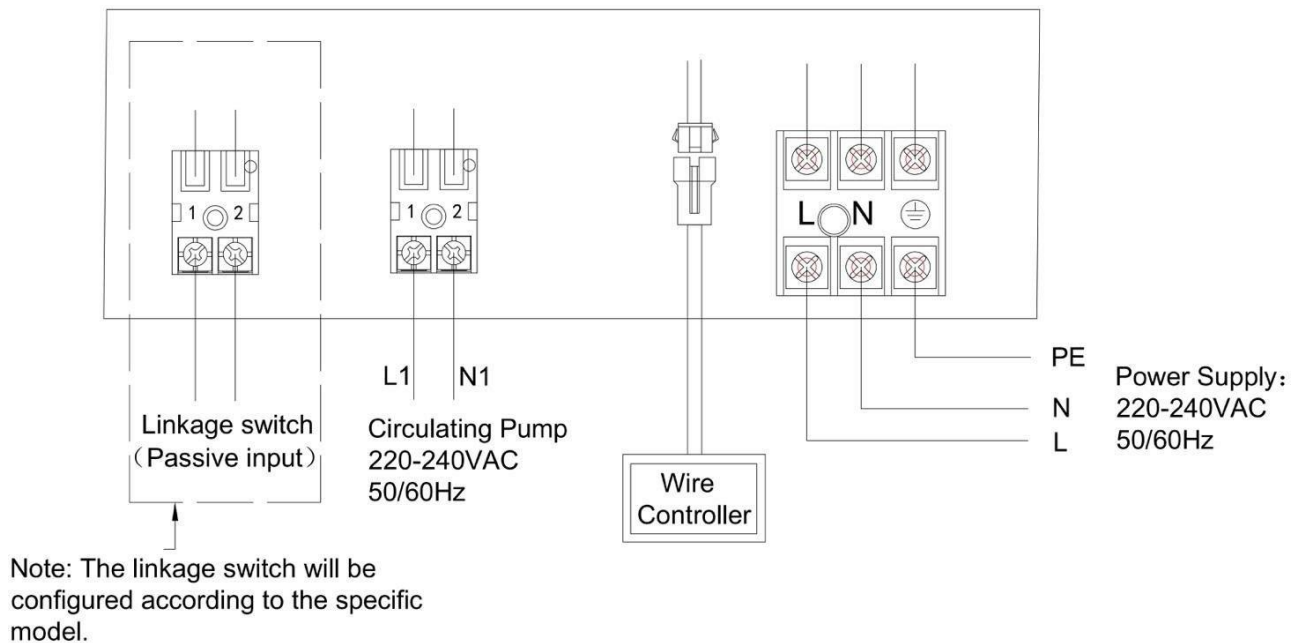 1 2
1 2
L N
L1 N1
Linkage switch
（Passive input）
Circulating Pump
220-240VAC
50/60Hz
Wire
Controller
PE
N
L
Power Supply：
220-240VAC
50/60Hz
Note: The linkage switch will be
configured according to the specific
model.